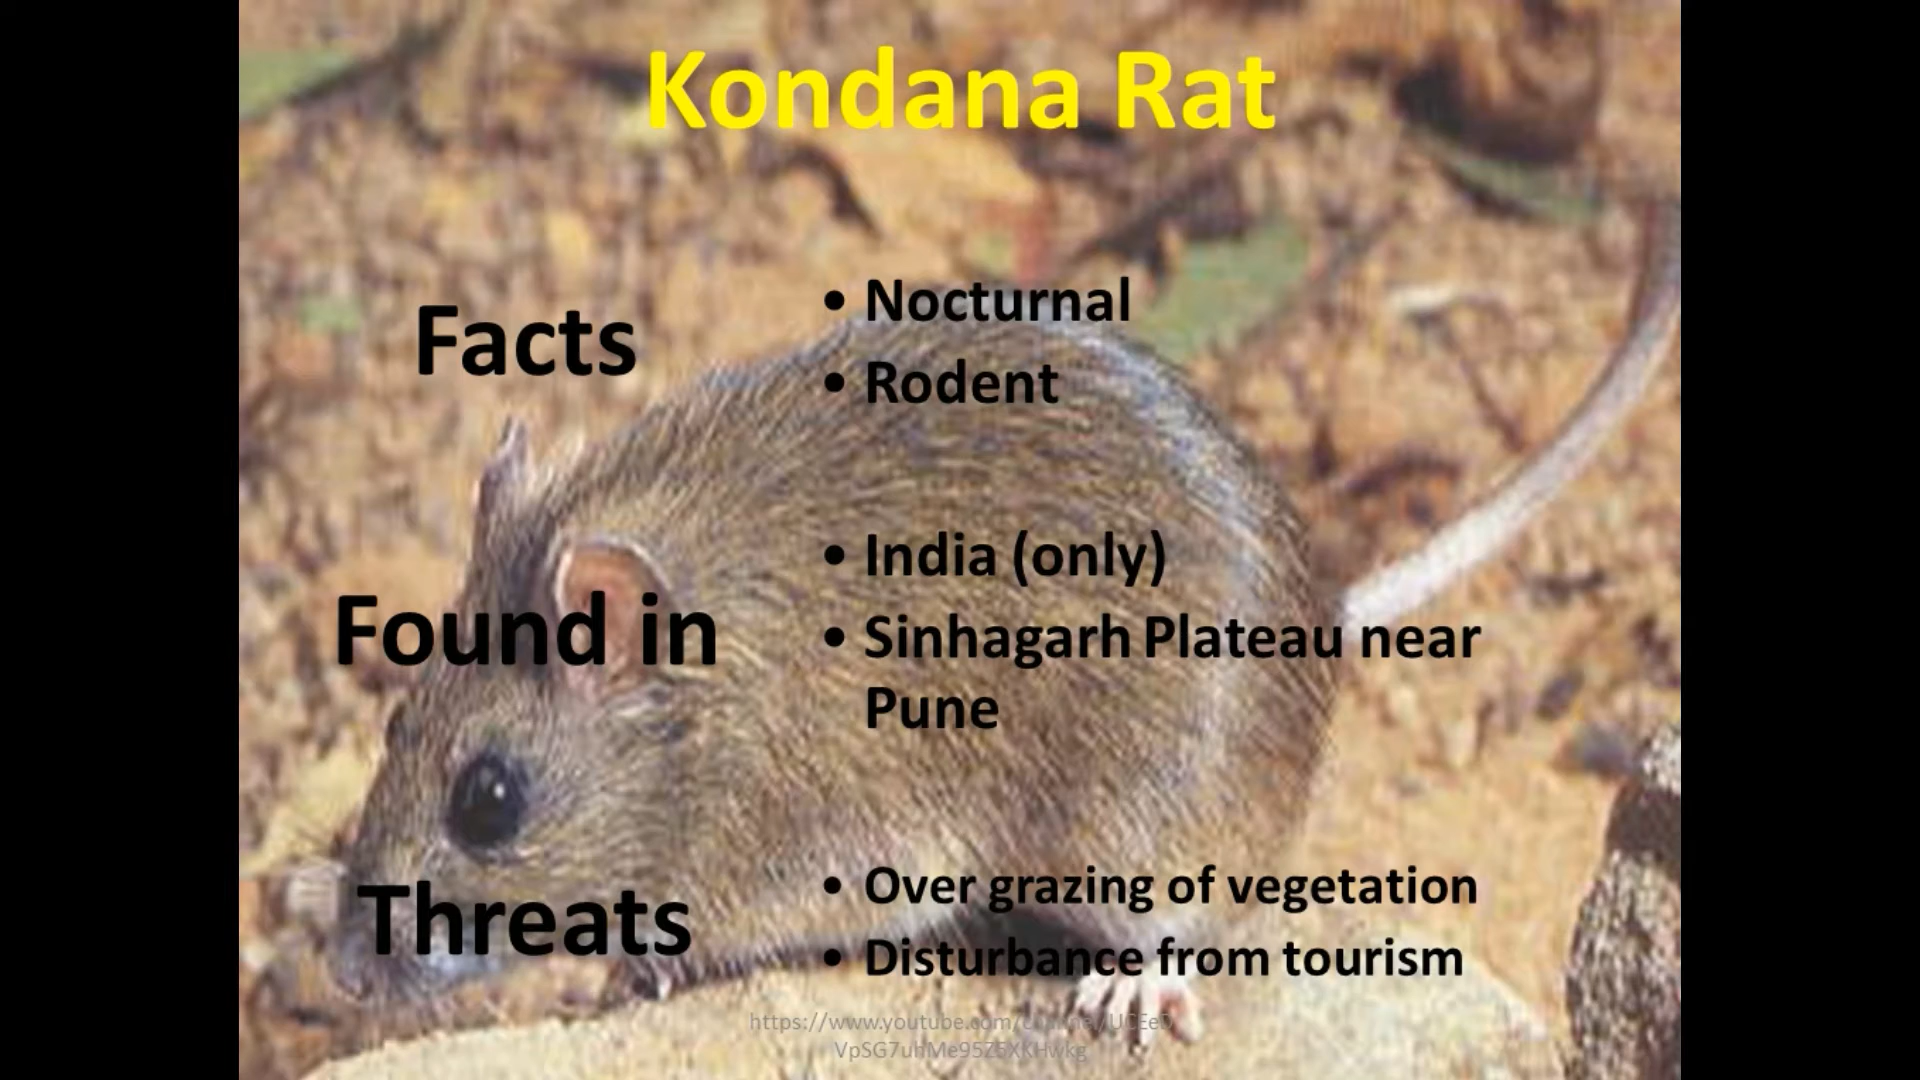 Kondana Rat
Facts
• Nocturnal
• Rodent
Found in
• India (only)
• Sinhagarh Plateau near
Pune
Threats
• Over grazing of vegetation
• Disturbance from tourism